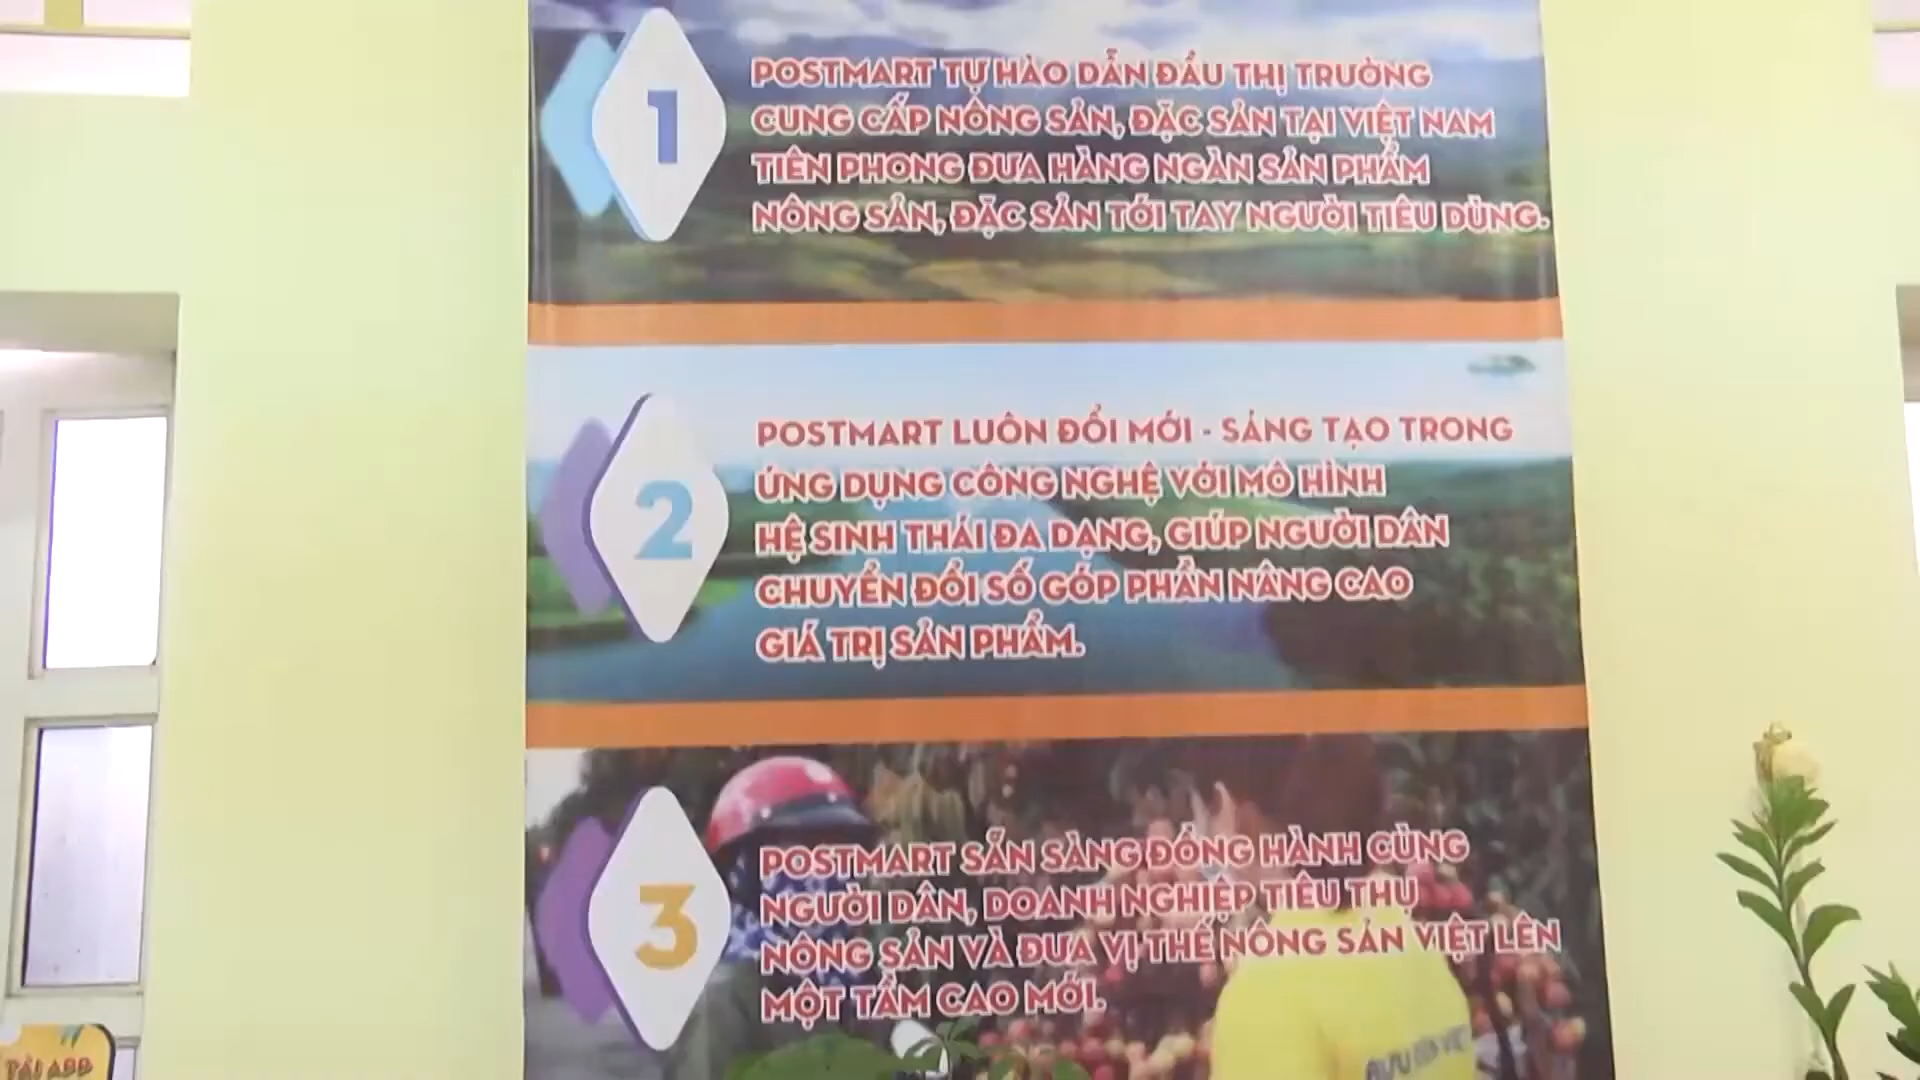 1
POSTMART TỰ HÀO DẪN ĐẦU THỊ TRƯỜNG
CUNG CẤP NÔNG SẢN, ĐẶC SẢN TẠI VIỆT NAM
TIÊN PHONG ĐƯA HÀNG NGÀN SẢN PHẨM
NÔNG SẢN, ĐẶC SẢN TỚI TAY NGƯỜI TIÊU DÙNG.
2
POSTMART LUÔN ĐỔI MỚI - SÁNG TẠO TRONG
ỨNG DỤNG CÔNG NGHỆ VỚI MÔ HÌNH
HỆ SINH THÁI ĐA DẠNG, GIÚP NGƯỜI DÂN
CHUYỂN ĐỔI SỐ GÓP PHẦN NÂNG CAO
GIÁ TRỊ SẢN PHẨM.
3
POSTMART SẴN SÀNG ĐỒNG HÀNH CÙNG
NGƯỜI DÂN, DOANH NGHIỆP TIÊU THỤ
NÔNG SẢN VÀ ĐƯA VỊ THẾ NÔNG SẢN VIỆT LÊN
MỘT TẦM CAO MỚI.
TẢI APP